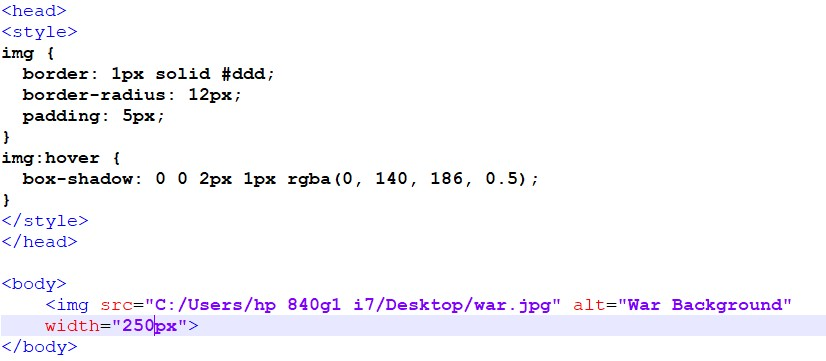 <head>
<style>
img {
  border: 1px solid #ddd;
  border-radius: 12px;
  padding: 5px;
}
img:hover {
  box-shadow: 0 0 2px 1px rgba(0, 140, 186, 0.5);
}
</style>
</head>

<body>
    <img src="C:/Users/hp 840g1 i7/Desktop/war.jpg" alt="War Background"
    width="250px">
</body>